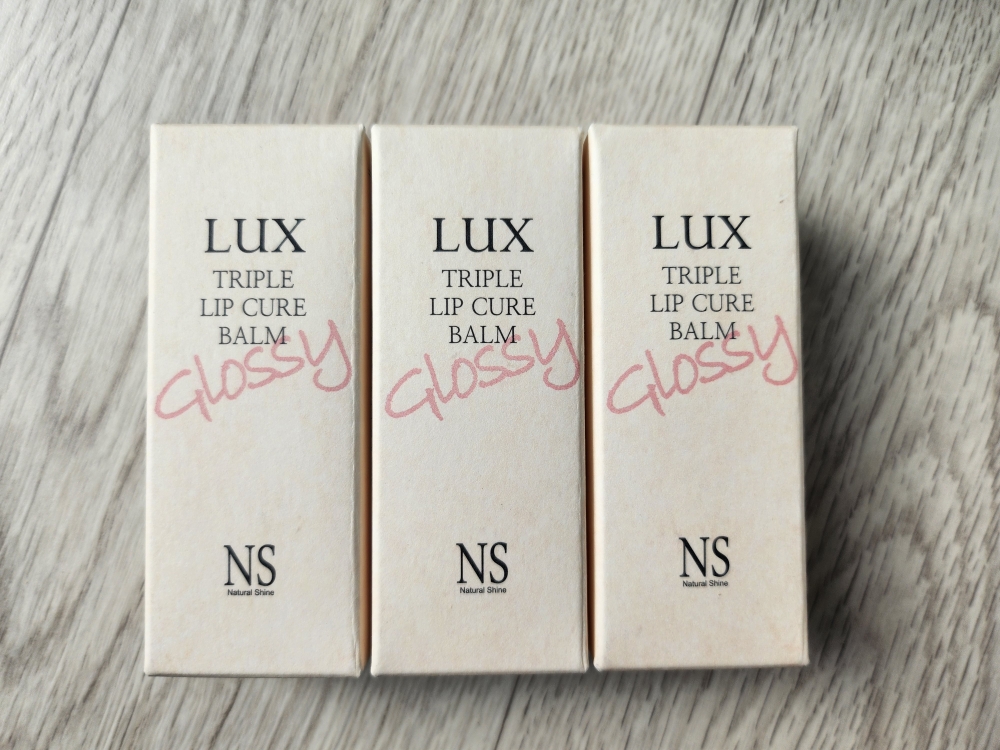 LUX
TRIPLE
LIP CURE
BALM
Glossy
NS
Natural Shine
LUX
TRIPLE
LIP CURE
BALM
Glossy
NS
Natural Shine
LUX
TRIPLE
LIP CURE
BALM
Glossy
NS
Natural Shine